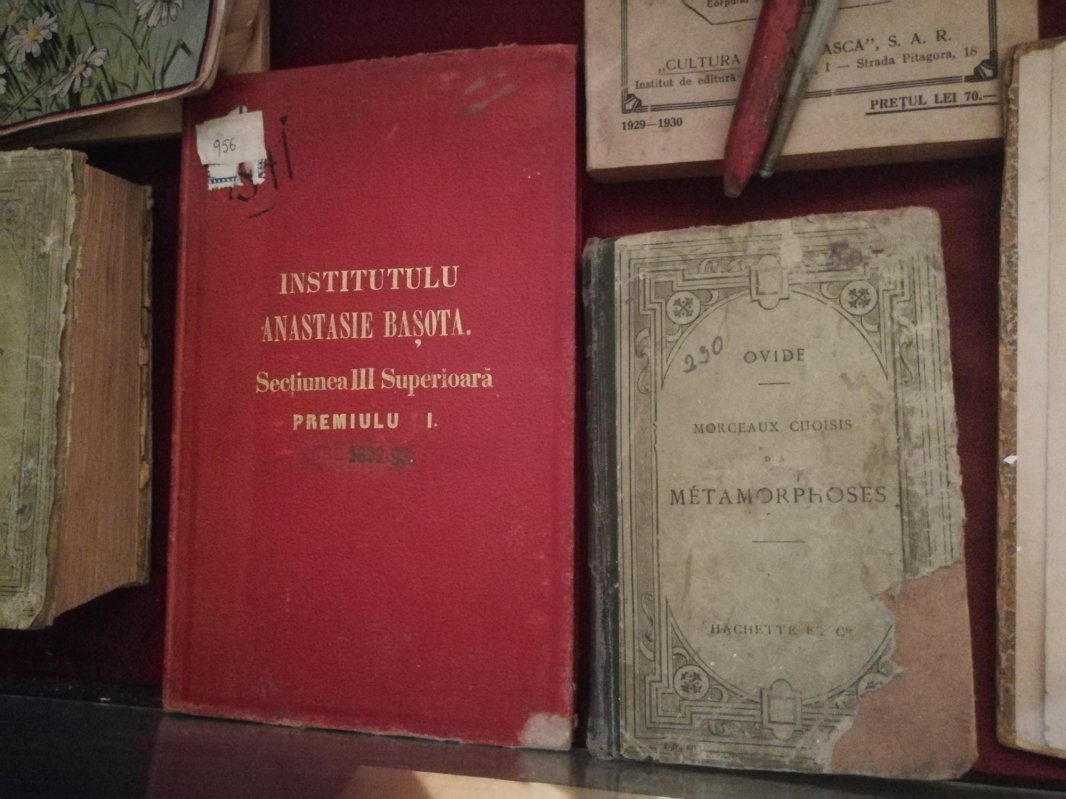 956
INSTITUTULU
ANASTASIE BAȘOTA.
Secțiunea III Superioară
PREMIULU I.
„CULTURA
ASCA", S. A. R.
Institut de editură
I — Strada Pitagora, 18
PREȚUL LEI 70.—
1929—1930
230
OVIDE
MORCEAUX CHOISIS
MÉTAMORPHOSES
HACHETTE ET Cie